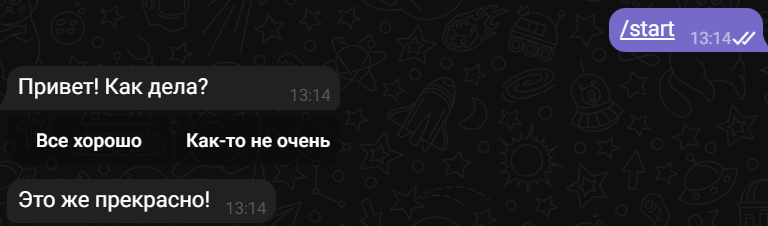 /start 13:14
Привет! Как дела?
13:14
Все хорошо Как-то не очень
Это же прекрасно! 13:14